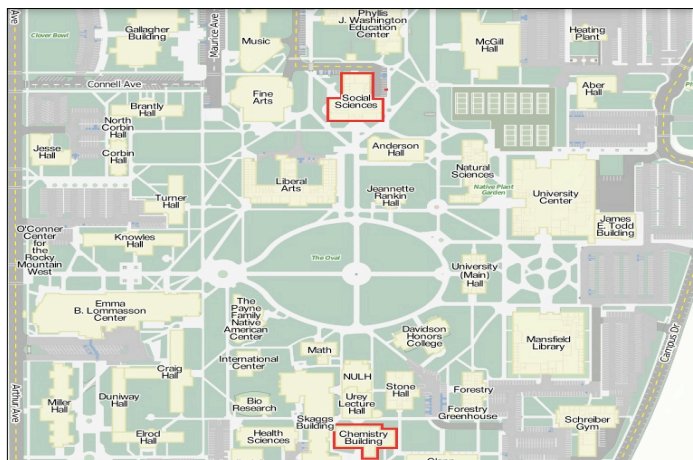 Ave
Clover Bowl
Gallagher
Building
Maurice Ave
Music
Phyllis
J. Washington
Education
Center
McGill
Hall
Heating
Plant
Connell Ave
Fine
Arts
Social
Sciences
Aber
Hall
Ph
Brantly
Hall
North
Corbin
Hall
Corbin
Hall
Jesse
Hall
Anderson
Hall
Natural
Sciences
Native Plant
Garden
University
Center
Liberal
Arts
Jeannette
Rankin
Hall
Turner
Hall
James
E. Todd
Building
O'Conner
Center
for the
Rocky
Mountain
West
Knowles
Hall
The Oval
University
(Main)
Hall
Emma
B. Lommasson
Center
The
Payne
Family
Native
American
Center
Davidson
Honors
College
Mansfield
Library
Campus Dr
Math
International
Center
Craig
Hall
NULH
Stone
Hall
Forestry
Arthur Ave
Miller
Hall
Duniway
Hall
Bio
Research
Urey
Lecture
Hall
Forestry
Greenhouse
Schreiber
Gym
Elrod
Hall
Health
Sciences
Skaggs
Building
Chemistry
Building